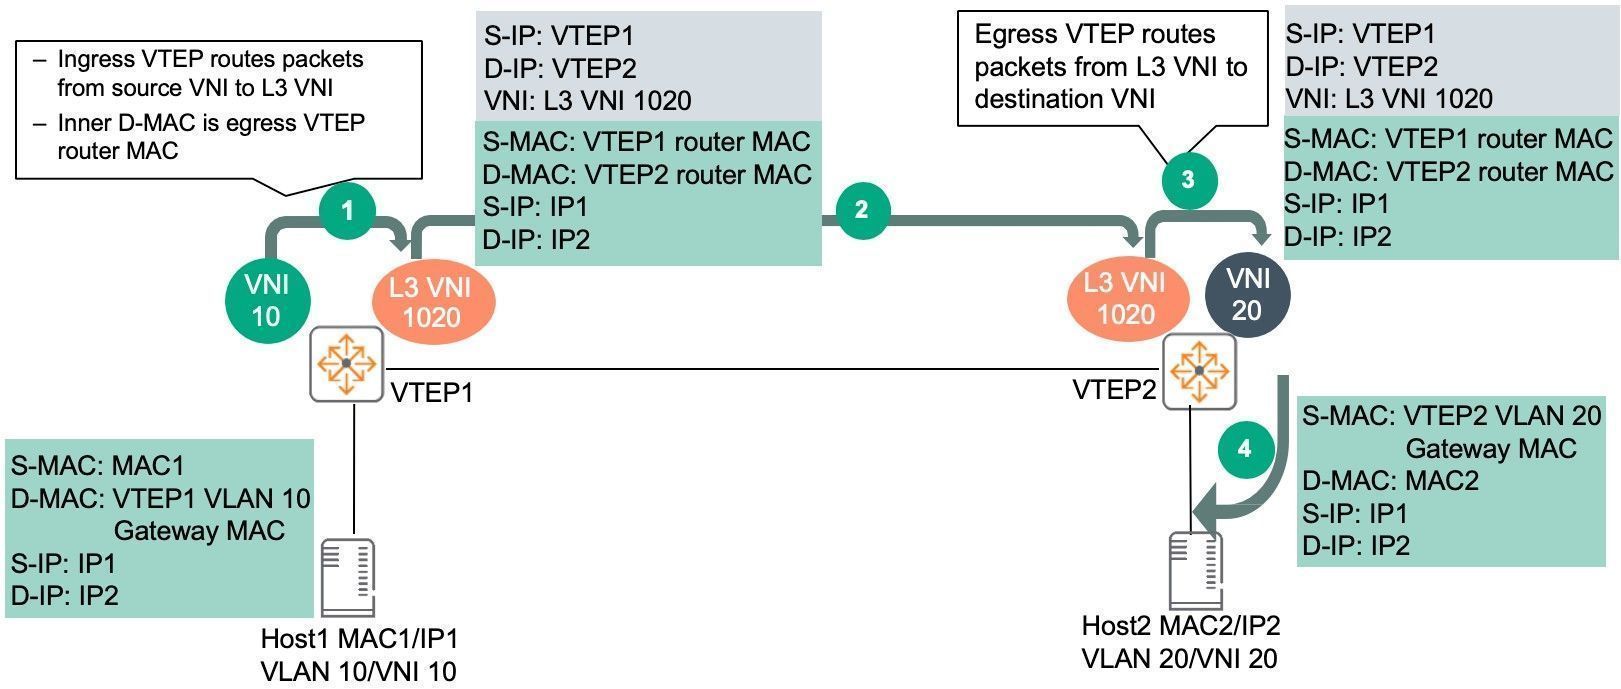 – Ingress VTEP routes packets
from source VNI to L3 VNI
– Inner D-MAC is egress VTEP
router MAC
S-IP: VTEP1
D-IP: VTEP2
VNI: L3 VNI 1020
S-MAC: VTEP1 router MAC
D-MAC: VTEP2 router MAC
S-IP: IP1
D-IP: IP2
Egress VTEP routes
packets from L3 VNI to
destination VNI
S-IP: VTEP1
D-IP: VTEP2
VNI: L3 VNI 1020
S-MAC: VTEP1 router MAC
D-MAC: VTEP2 router MAC
S-IP: IP1
D-IP: IP2
1
2
3
VNI
10
L3 VNI
1020
L3 VNI
1020
VNI
20
VTEP1
VTEP2
S-MAC: MAC1
D-MAC: VTEP1 VLAN 10
Gateway MAC
S-IP: IP1
D-IP: IP2
4
S-MAC: VTEP2 VLAN 20
Gateway MAC
D-MAC: MAC2
S-IP: IP1
D-IP: IP2
Host1 MAC1/IP1
VLAN 10/VNI 10
Host2 MAC2/IP2
VLAN 20/VNI 20